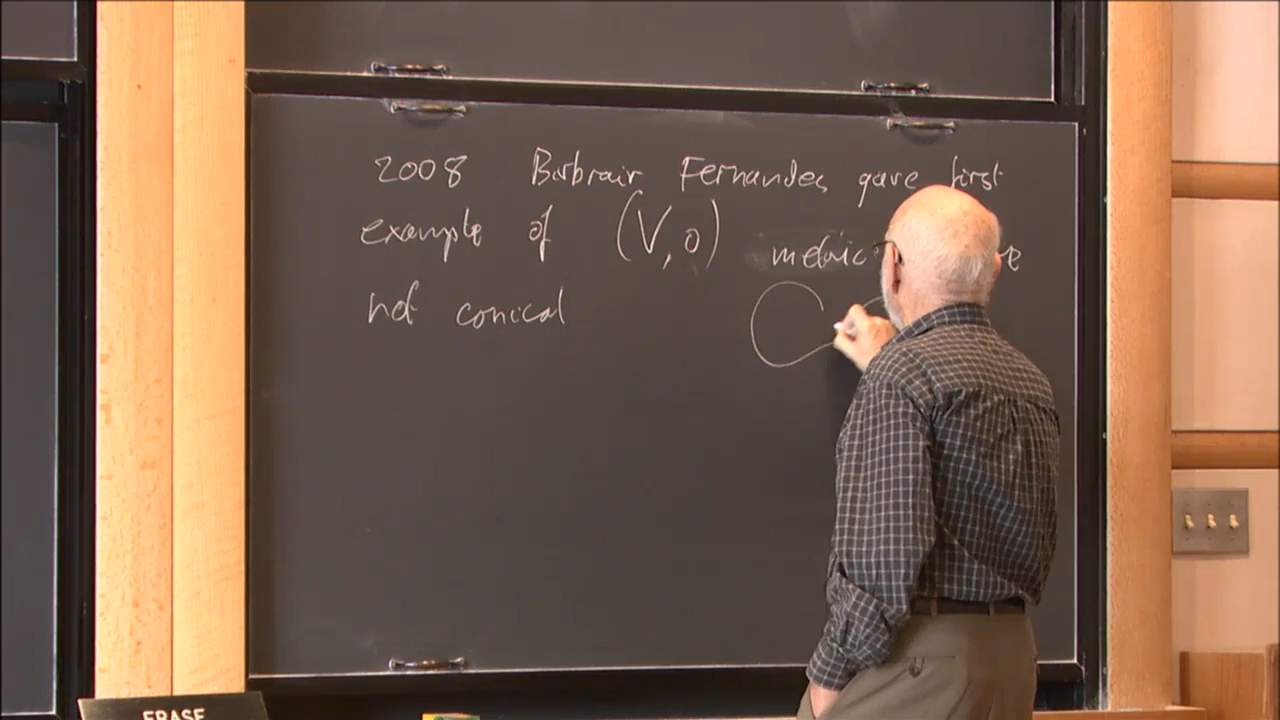 2008 Birbrair Fernandes gave first
example of (V, 0) metric
not conical
ERASE